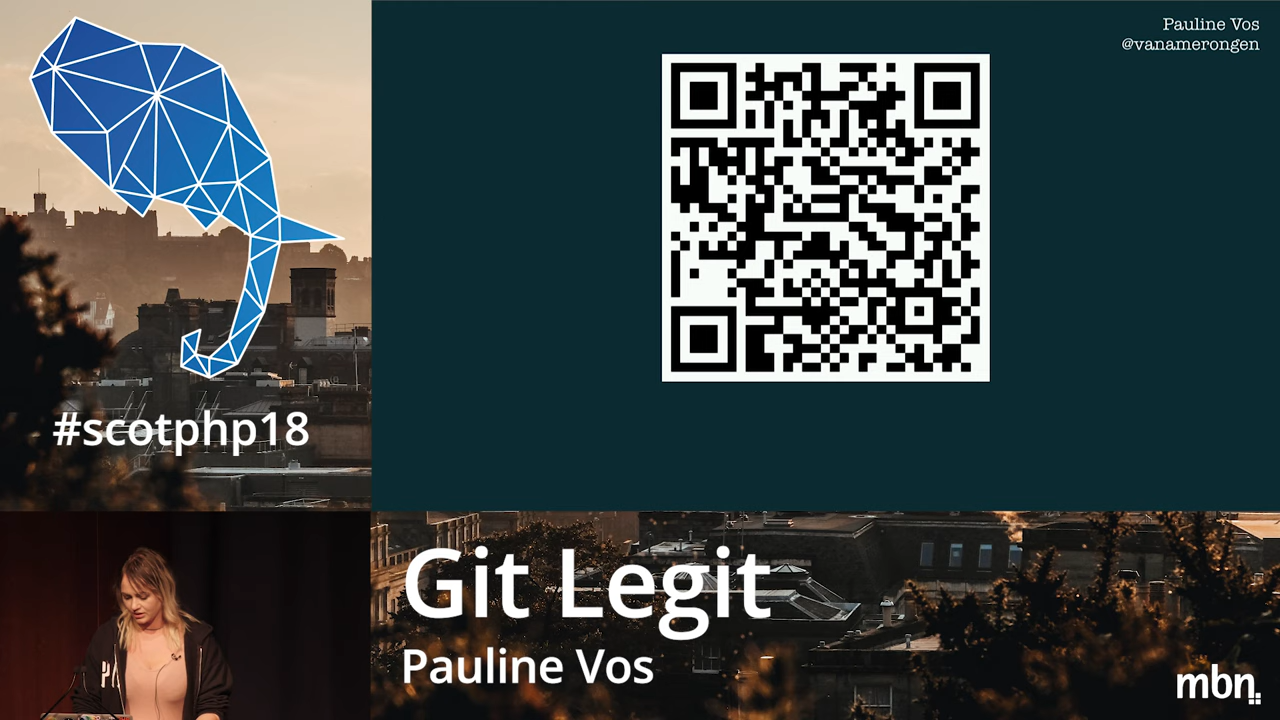 Pauline Vos
@vanamerongen
#scotphp18
Git Legit
Pauline Vos
mbn